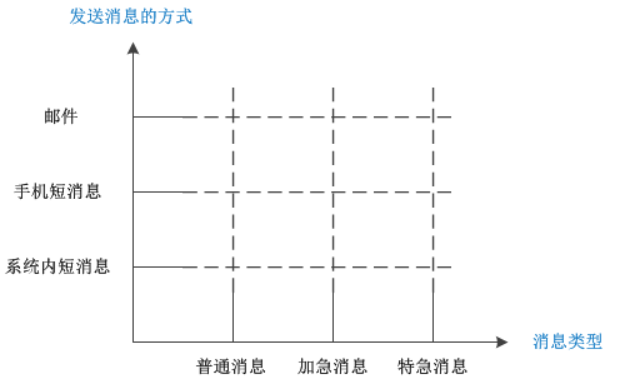 发送消息的方式
邮件
手机短消息
系统内短消息
消息类型
普通消息 加急消息 特急消息